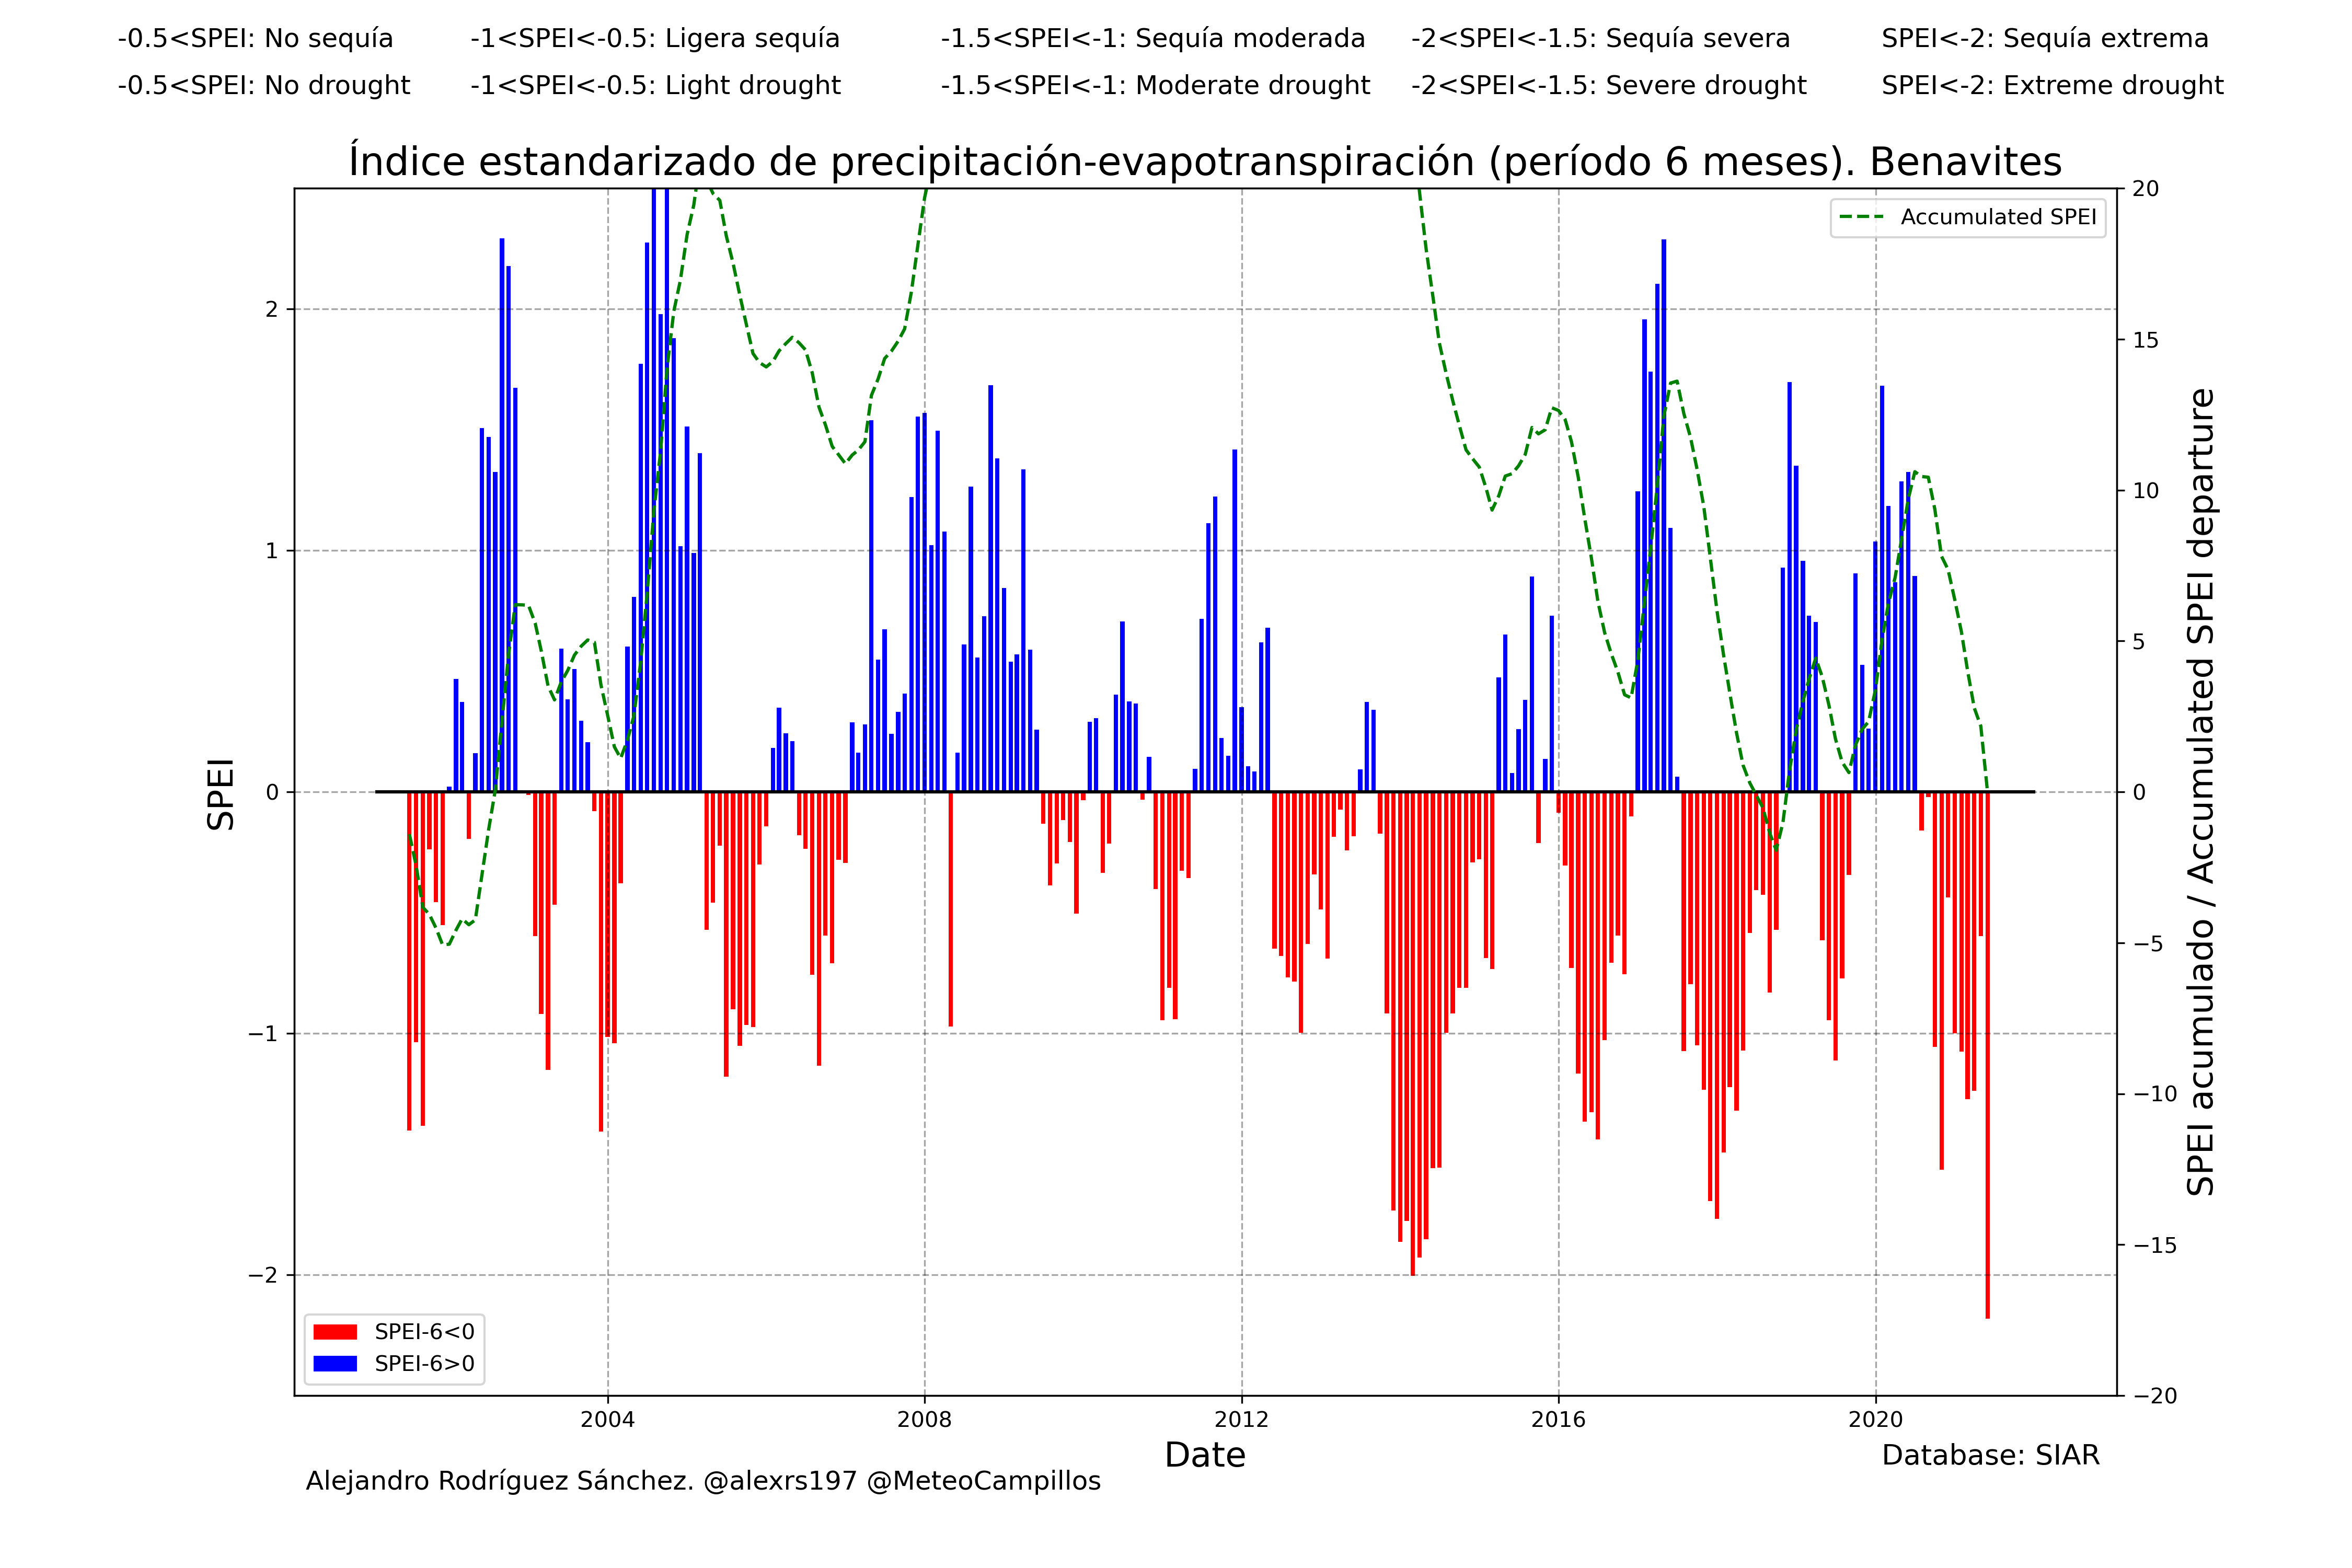 -0.5<SPEI: No sequía -1<SPEI<-0.5: Ligera sequía -1.5<SPEI<-1: Sequía moderada -2<SPEI<-1.5: Sequía severa SPEI<-2: Sequía extrema
-0.5<SPEI: No drought -1<SPEI<-0.5: Light drought -1.5<SPEI<-1: Moderate drought -2<SPEI<-1.5: Severe drought SPEI<-2: Extreme drought
Índice estandarizado de precipitación-evapotranspiración (período 6 meses). Benavites
Accumulated SPEI
SPEI
2
1
0
−1
−2
20
15
10
5
0
−5
−10
−15
−20
SPEI acumulado / Accumulated SPEI departure
SPEI-6<0
SPEI-6>0
2004 2008 2012 2016 2020
Date
Database: SIAR
Alejandro Rodríguez Sánchez. @alexrs197 @MeteoCampillos